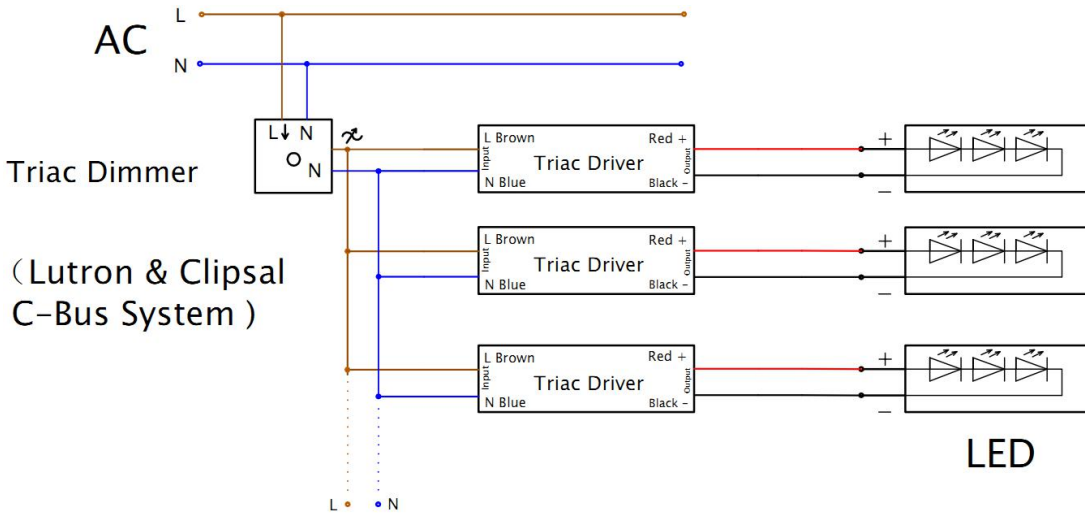 L
AC
N
L N
N
Triac Dimmer
（Lutron & Clipsal
C-Bus System )
L Brown
Input
N Blue
Triac Driver
Red +
Output
Black -
+
−
L Brown
Input
N Blue
Triac Driver
Red +
Output
Black -
+
−
L Brown
Input
N Blue
Triac Driver
Red +
Output
Black -
+
−
LED
L
N